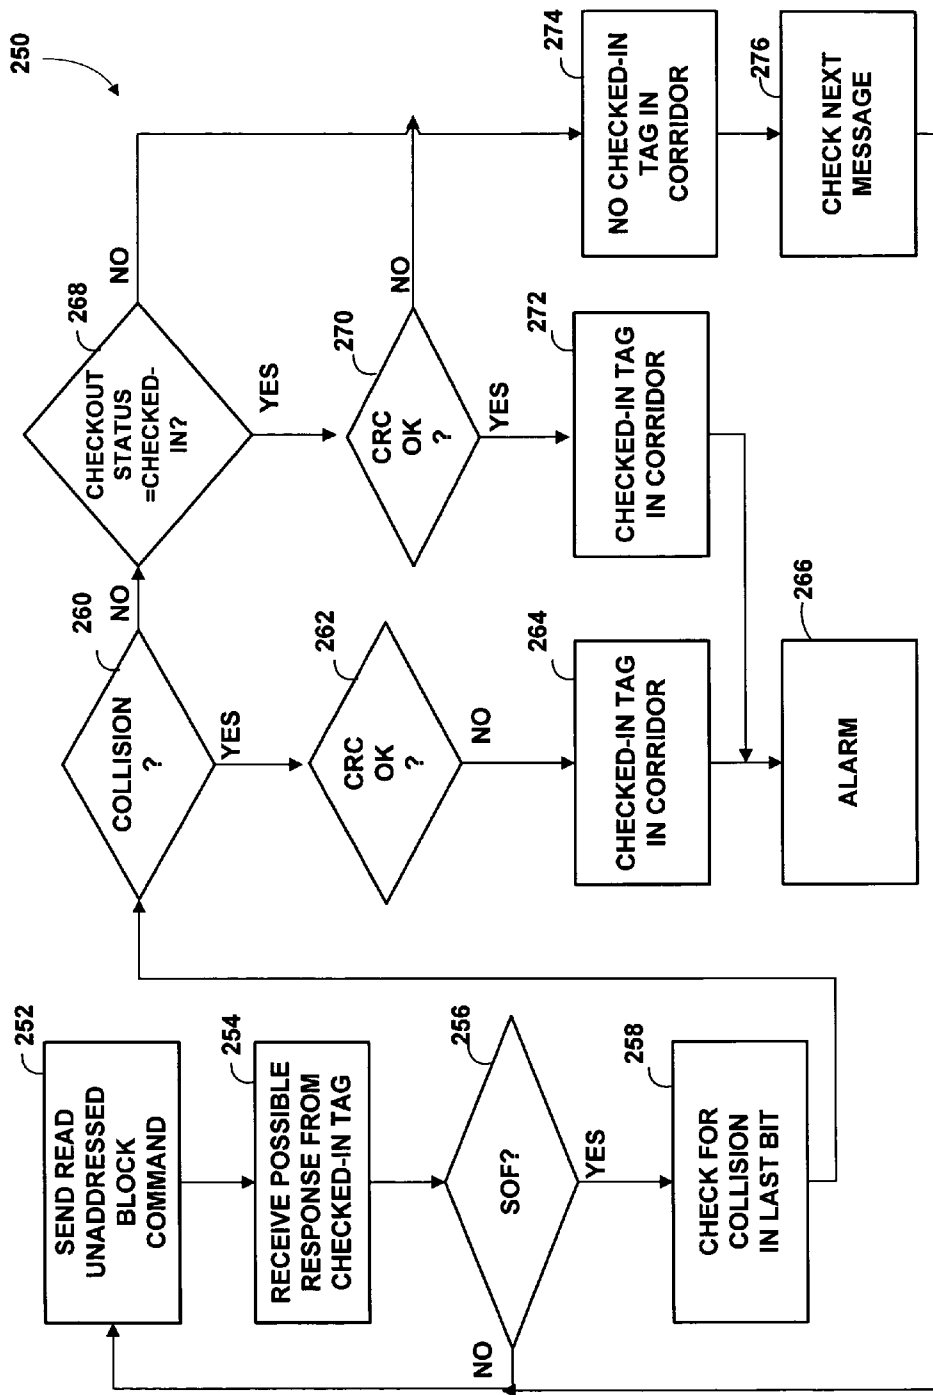 250
252
SEND READ
UNADDRESSED
BLOCK
COMMAND
254
RECEIVE POSSIBLE
RESPONSE FROM
CHECKED-IN TAG
256
SOF?
NO
YES
258
CHECK FOR
COLLISION
IN LAST BIT
260
COLLISION
?
NO
YES
262
CRC
OK
?
NO
264
CHECKED-IN TAG
IN CORRIDOR
266
ALARM
268
CHECKOUT
STATUS
=CHECKED-
IN?
NO
YES
270
CRC
OK
?
NO
YES
272
CHECKED-IN TAG
IN CORRIDOR
274
NO CHECKED-IN
TAG IN
CORRIDOR
276
CHECK NEXT
MESSAGE